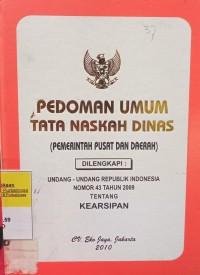 37
PEDOMAN UMUM
TATA NASKAH DINAS
(PEMERINTAH PUSAT DAN DAERAH)
DILENGKAPI :
UNDANG - UNDANG REPUBLIK INDONESIA
NOMOR 43 TAHUN 2009
TENTANG
KEARSIPAN
CV. Eko Jaya, Jakarta
2010